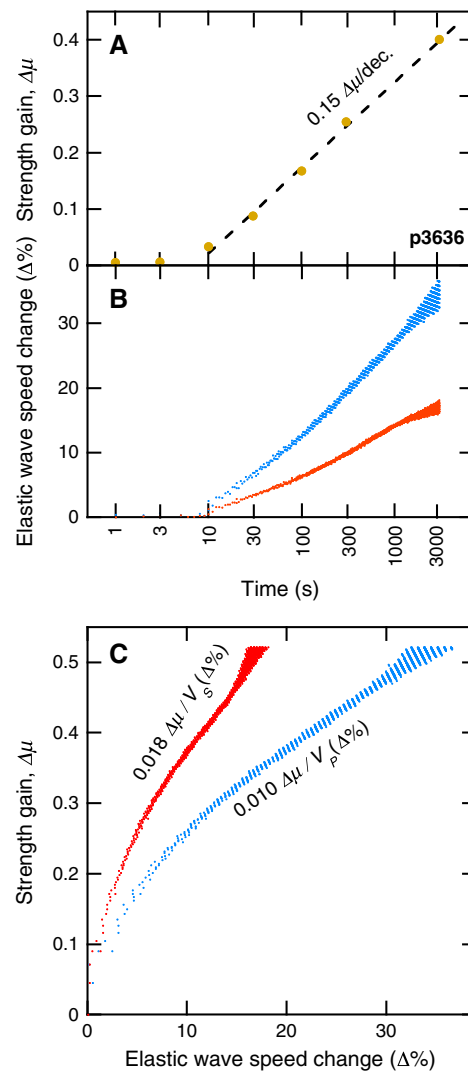 A
0.4
0.3
0.2
0.1
0
Strength gain, Δμ
0.15 Δμ/dec.
p3636
B
30
20
10
0
Elastic wave speed change (Δ%)
1 3 10 30 100 300 1000 3000
Time (s)
C
0.5
0.4
0.3
0.2
0.1
0
Strength gain, Δμ
0.018 Δμ / VS (Δ%)
0.010 Δμ / VP (Δ%)
0 10 20 30
Elastic wave speed change (Δ%)